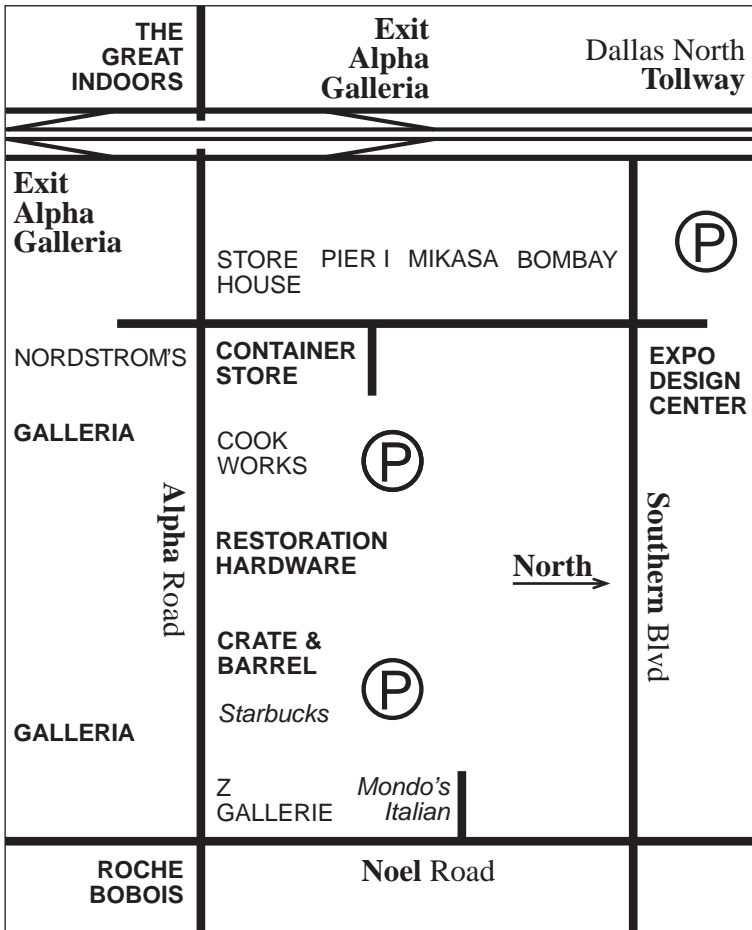 THE
GREAT
INDOORS
Exit
Alpha
Galleria
Dallas North
Tollway
Exit
Alpha
Galleria
STORE
HOUSE
PIER I
MIKASA
BOMBAY
P
NORDSTROM'S
CONTAINER
STORE
EXPO
DESIGN
CENTER
GALLERIA
COOK
WORKS
P
Alpha Road
RESTORATION
HARDWARE
North
Southern Blvd
CRATE &
BARREL
Starbucks
P
GALLERIA
Z
GALLERIE
Mondo's
Italian
ROCHE
BOBOIS
Noel Road